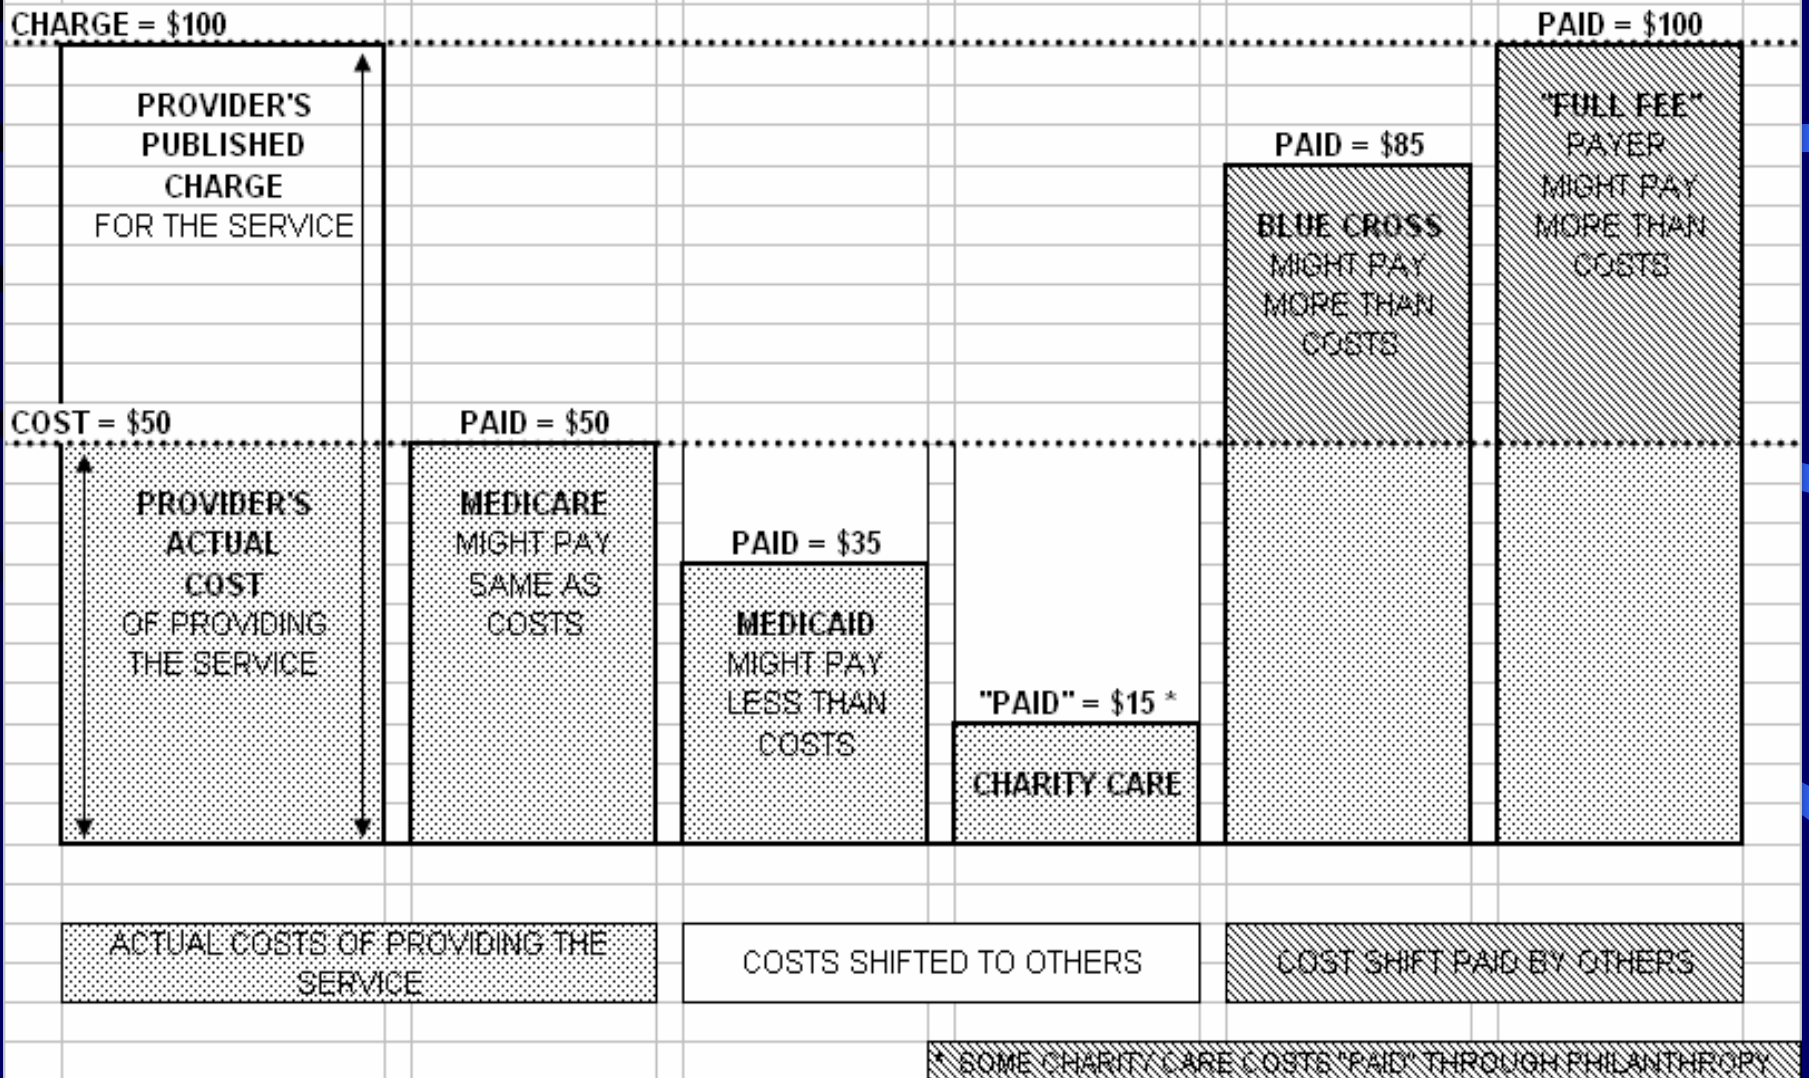 CHARGE = $100
PROVIDER'S
PUBLISHED
CHARGE
FOR THE SERVICE
COST = $50
PROVIDER'S
ACTUAL
COST
OF PROVIDING
THE SERVICE
PAID = $50
MEDICARE
MIGHT PAY
SAME AS
COSTS
PAID = $35
MEDICAID
MIGHT PAY
LESS THAN
COSTS
"PAID" = $15 *
CHARITY CARE
PAID = $85
BLUE CROSS
MIGHT PAY
MORE THAN
COSTS
PAID = $100
"FULL FEE"
PAYER
MIGHT PAY
MORE THAN
COSTS
ACTUAL COSTS OF PROVIDING THE
SERVICE
COSTS SHIFTED TO OTHERS
COST SHIFT PAID BY OTHERS
* SOME CHARITY CARE COSTS "PAID" THROUGH PHILANTHROPY